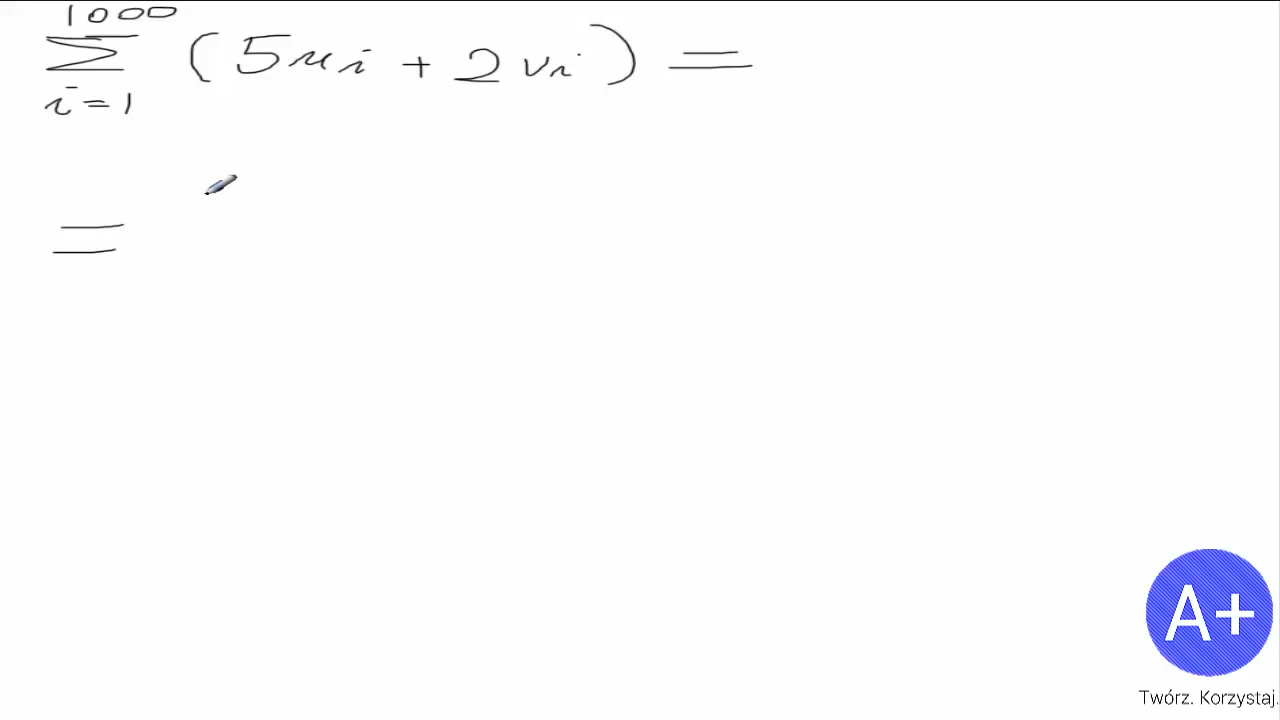 1000
∑ (5ui + 2vi) =
i=1
=
A+
Twórz. Korzystaj.